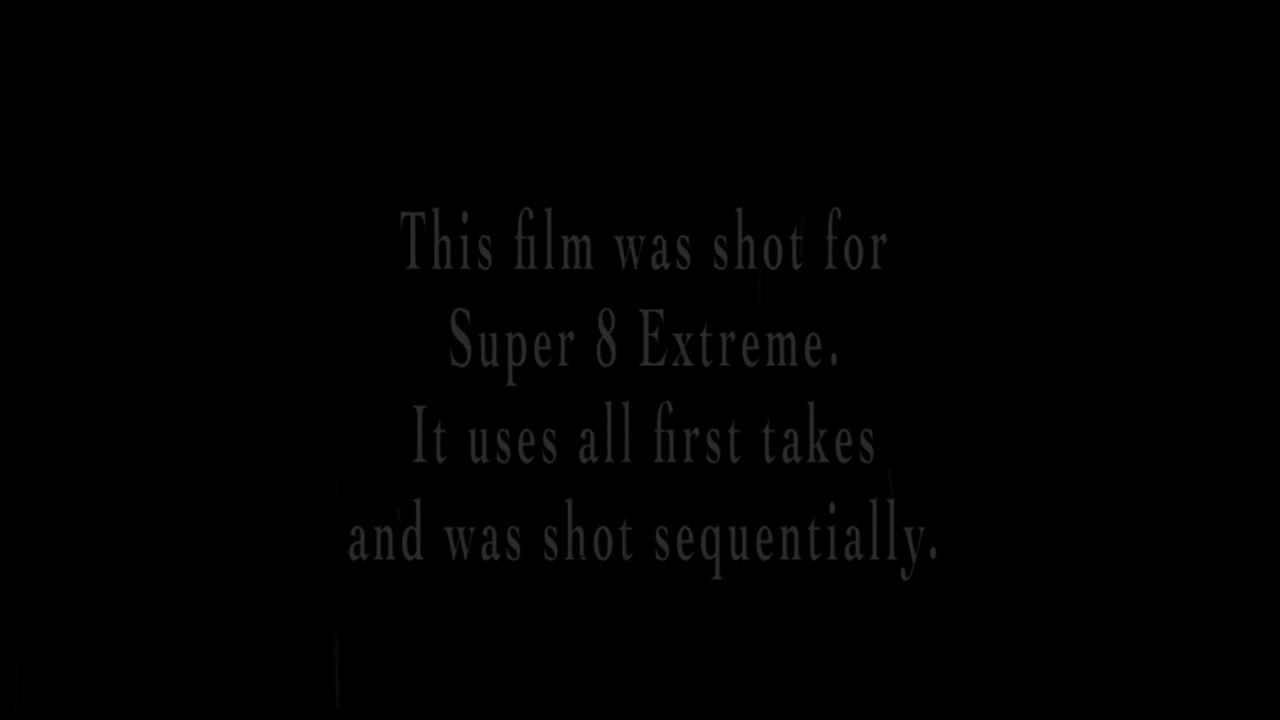 This film was shot for
Super 8 Extreme.
It uses all first takes
and was shot sequentially.